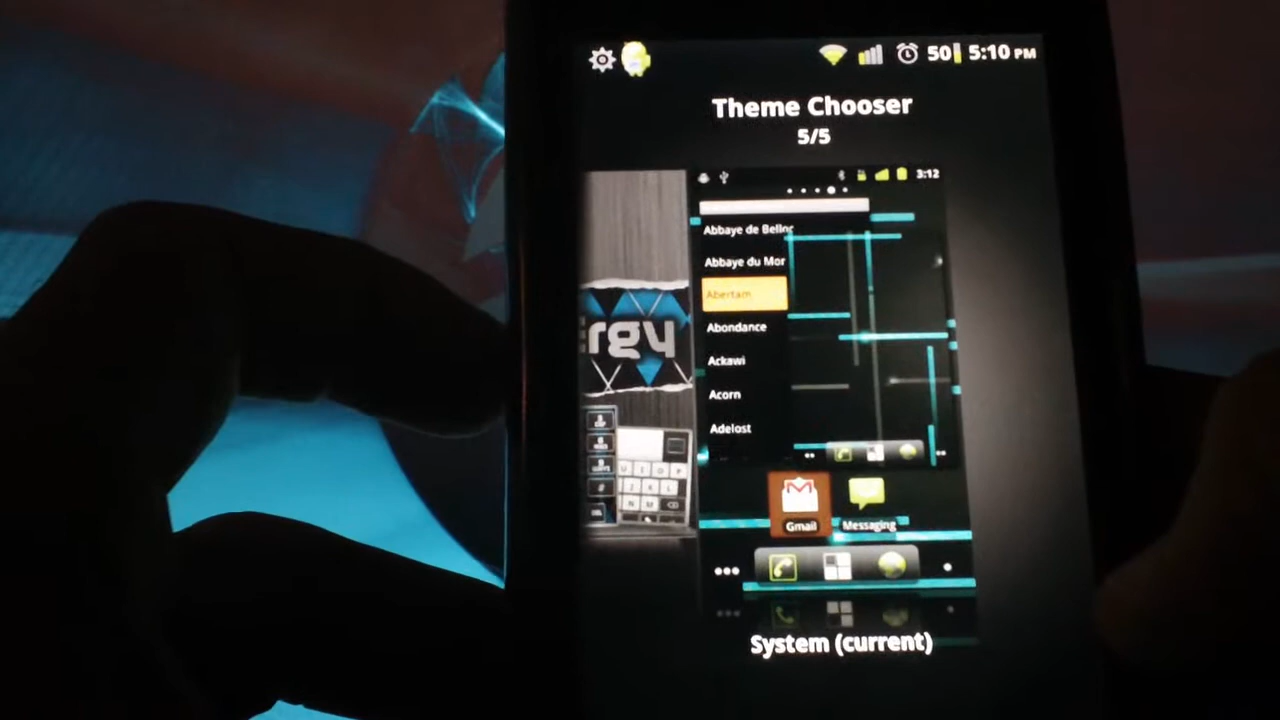 50 5:10 PM
Theme Chooser
5/5
3:12
Abbaye de Belloc
Abbaye du Mor
Abertam
Abondance
Ackawi
Acorn
Adelost
rgy
Gmail
Messaging
System (current)